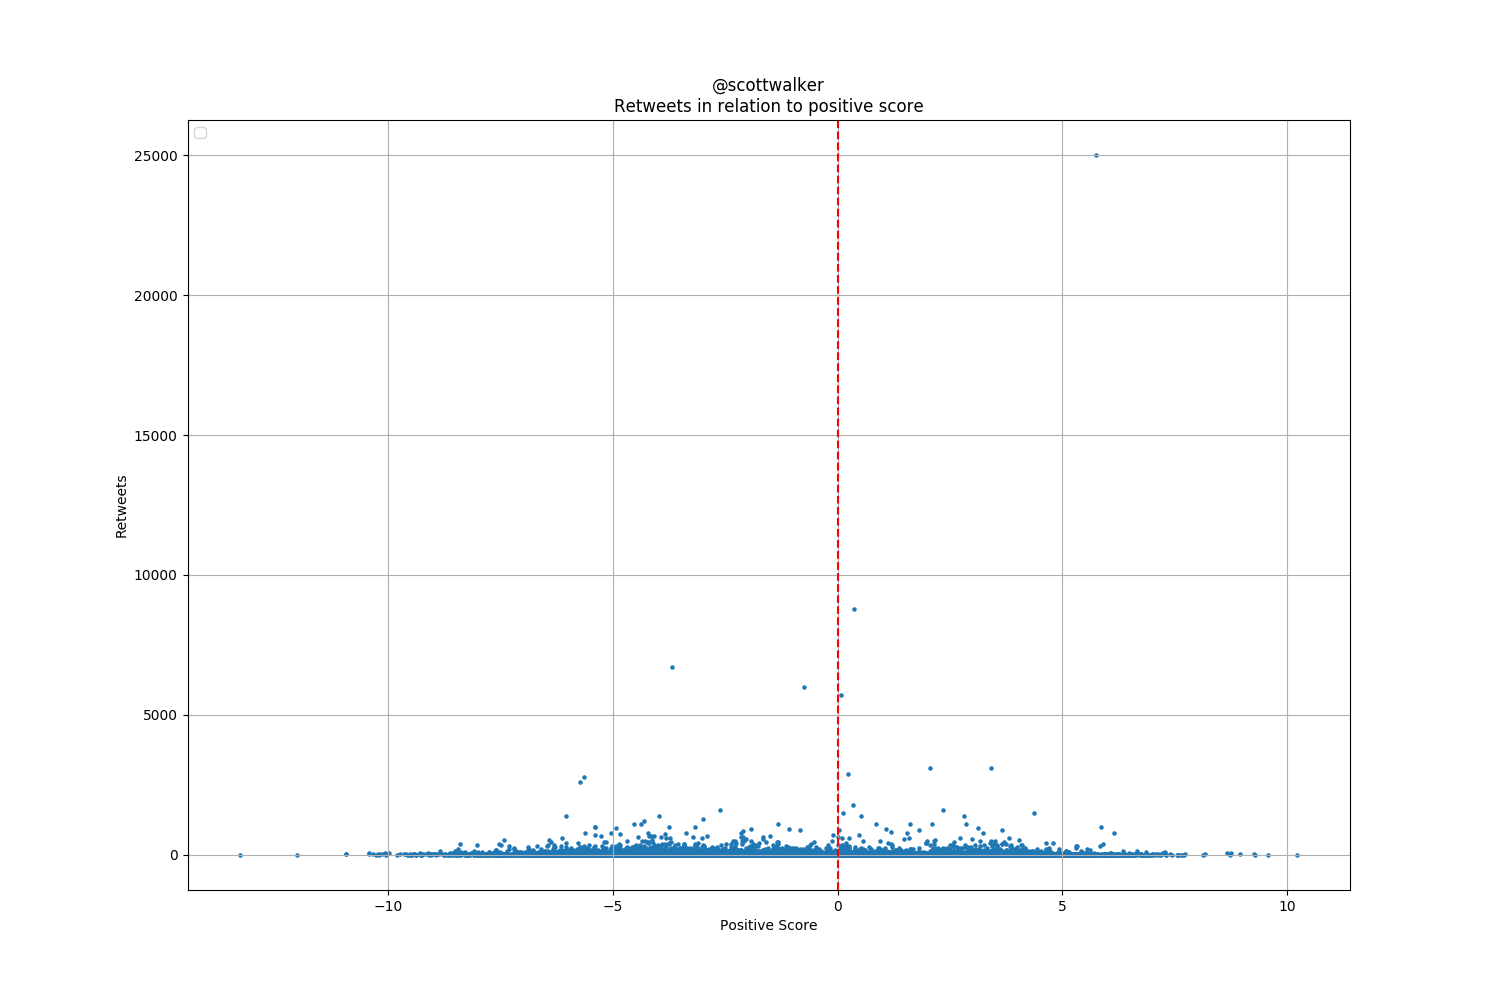 @scottwalker
Retweets in relation to positive score
25000
20000
15000
10000
5000
0
Retweets
−10
−5
0
5
10
Positive Score